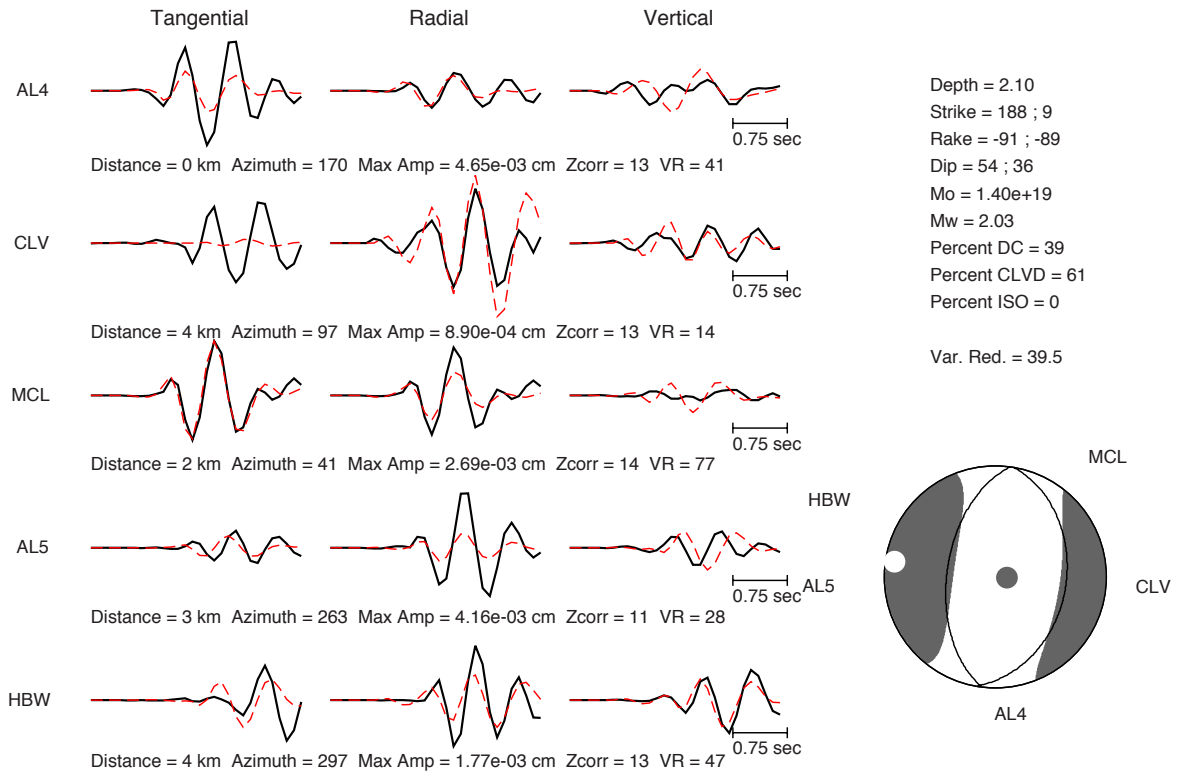 Tangential Radial Vertical
AL4
0.75 sec
Distance = 0 km Azimuth = 170 Max Amp = 4.65e-03 cm Zcorr = 13 VR = 41
CLV
0.75 sec
Distance = 4 km Azimuth = 97 Max Amp = 8.90e-04 cm Zcorr = 13 VR = 14
MCL
0.75 sec
Distance = 2 km Azimuth = 41 Max Amp = 2.69e-03 cm Zcorr = 14 VR = 77
AL5
0.75 sec
Distance = 3 km Azimuth = 263 Max Amp = 4.16e-03 cm Zcorr = 11 VR = 28
HBW
0.75 sec
Distance = 4 km Azimuth = 297 Max Amp = 1.77e-03 cm Zcorr = 13 VR = 47
Depth = 2.10
Strike = 188 ; 9
Rake = -91 ; -89
Dip = 54 ; 36
Mo = 1.40e+19
Mw = 2.03
Percent DC = 39
Percent CLVD = 61
Percent ISO = 0
Var. Red. = 39.5
MCL
HBW
AL5
CLV
AL4